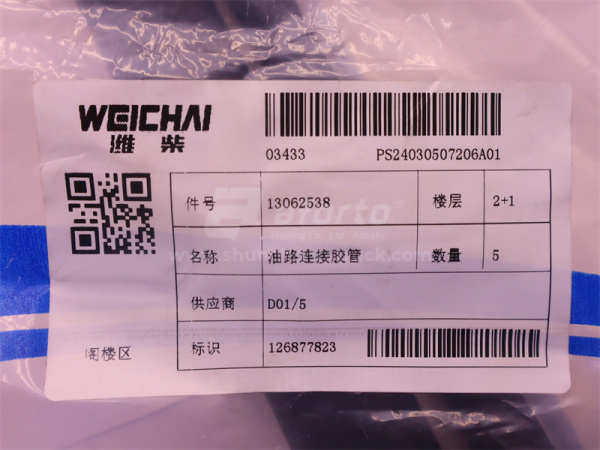 WEICHAI
潍柴
03433 PS24030507206A01
件号 13062538 楼层 2+1
名称 油路连接胶管 数量 5
供应商 D01/5
标识 126877823
阁楼区
afurto